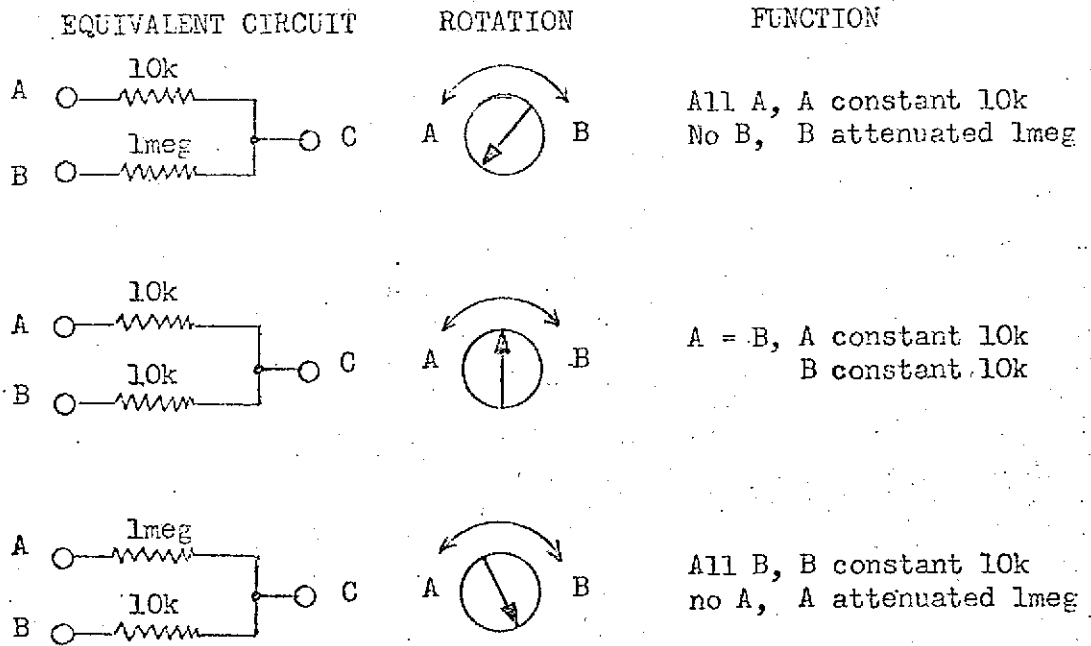 EQUIVALENT CIRCUIT ROTATION FUNCTION
10k
A
1meg
C
B
A B
All A, A constant 10k
No B, B attenuated 1meg
10k
A
C
10k
B
A B
A = B, A constant 10k
B constant 10k
1meg
A
C
10k
B
A B
All B, B constant 10k
no A, A attenuated 1meg